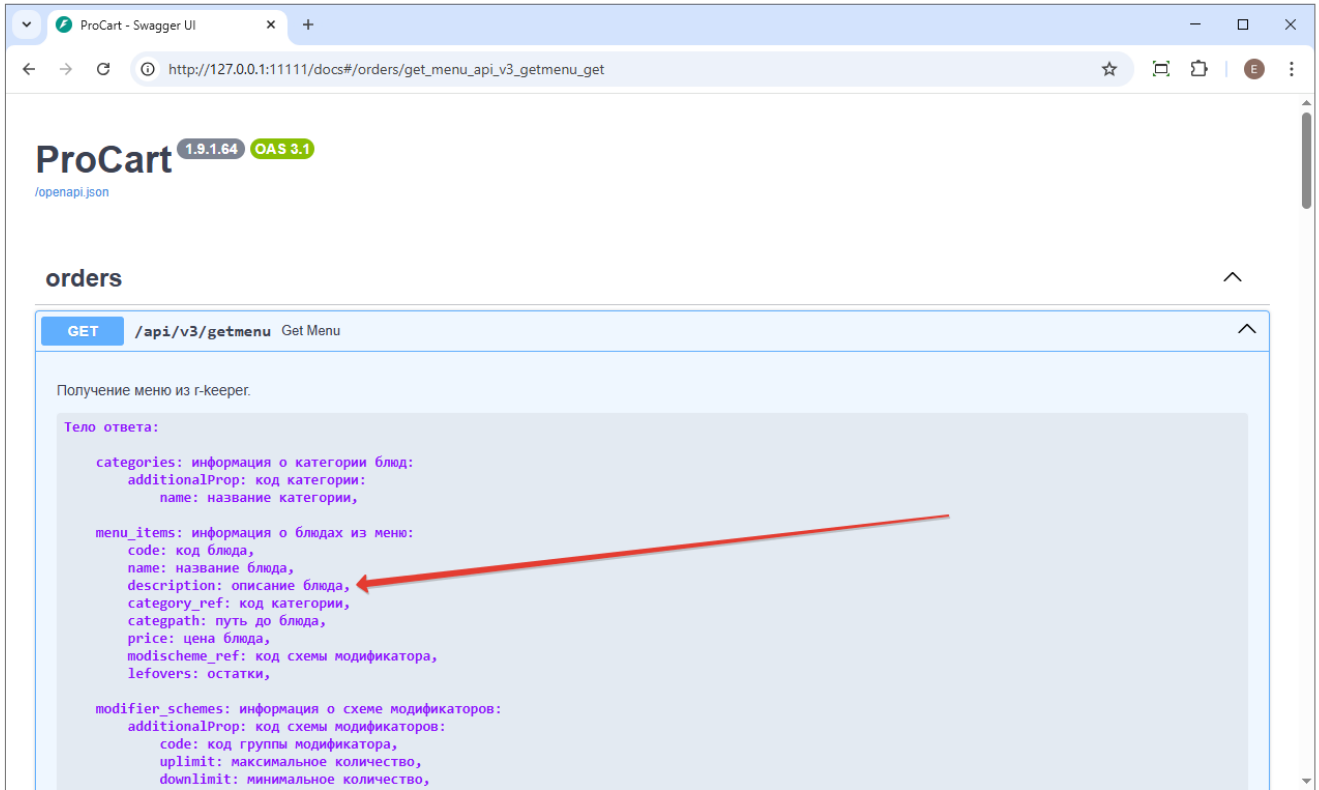 ProCart - Swagger UI
http://127.0.0.1:11111/docs#/orders/get_menu_api_v3_getmenu_get
E
ProCart 1.9.1.64 OAS 3.1
/openapi.json
orders
GET /api/v3/getmenu Get Menu
Получение меню из r-keeper.
Тело ответа:
categories: информация о категории блюд:
additionalProp: код категории:
name: название категории,
menu_items: информация о блюдах из меню:
code: код блюда,
name: название блюда,
description: описание блюда,
category_ref: код категории,
categpath: путь до блюда,
price: цена блюда,
modischeme_ref: код схемы модификатора,
lefovers: остатки,
modifier_schemes: информация о схеме модификаторов:
additionalProp: код схемы модификаторов:
code: код группы модификатора,
uplimit: максимальное количество,
downlimit: минимальное количество,